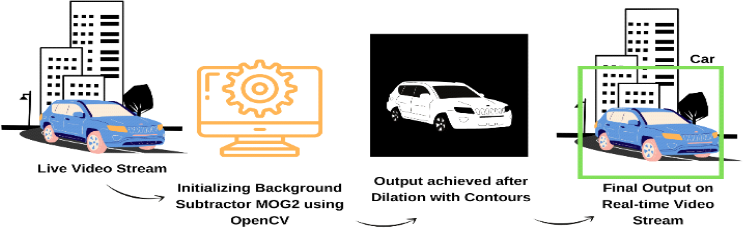 Live Video Stream
Initializing Background
Subtractor MOG2 using
OpenCV
Output achieved after
Dilation with Contours
Car
Final Output on
Real-time Video
Stream